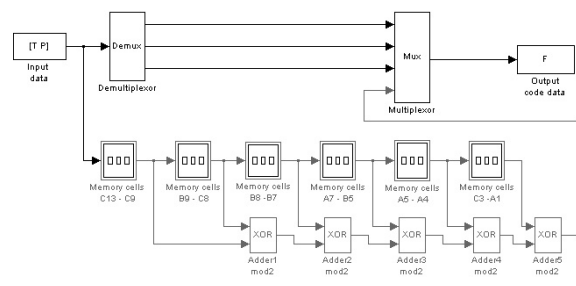 [T P]
Input
data
Demux
Demultiplexor
Mux
Multiplexor
F
Output
code data
Memory cells
C13 - C9
Memory cells
B9 - C8
Memory cells
B8 -B7
Memory cells
A7 - B5
Memory cells
A5 - A4
Memory cells
C3 -A1
XOR
Adder1
mod2
XOR
Adder2
mod2
XOR
Adder3
mod2
XOR
Adder4
mod2
XOR
Adder5
mod2